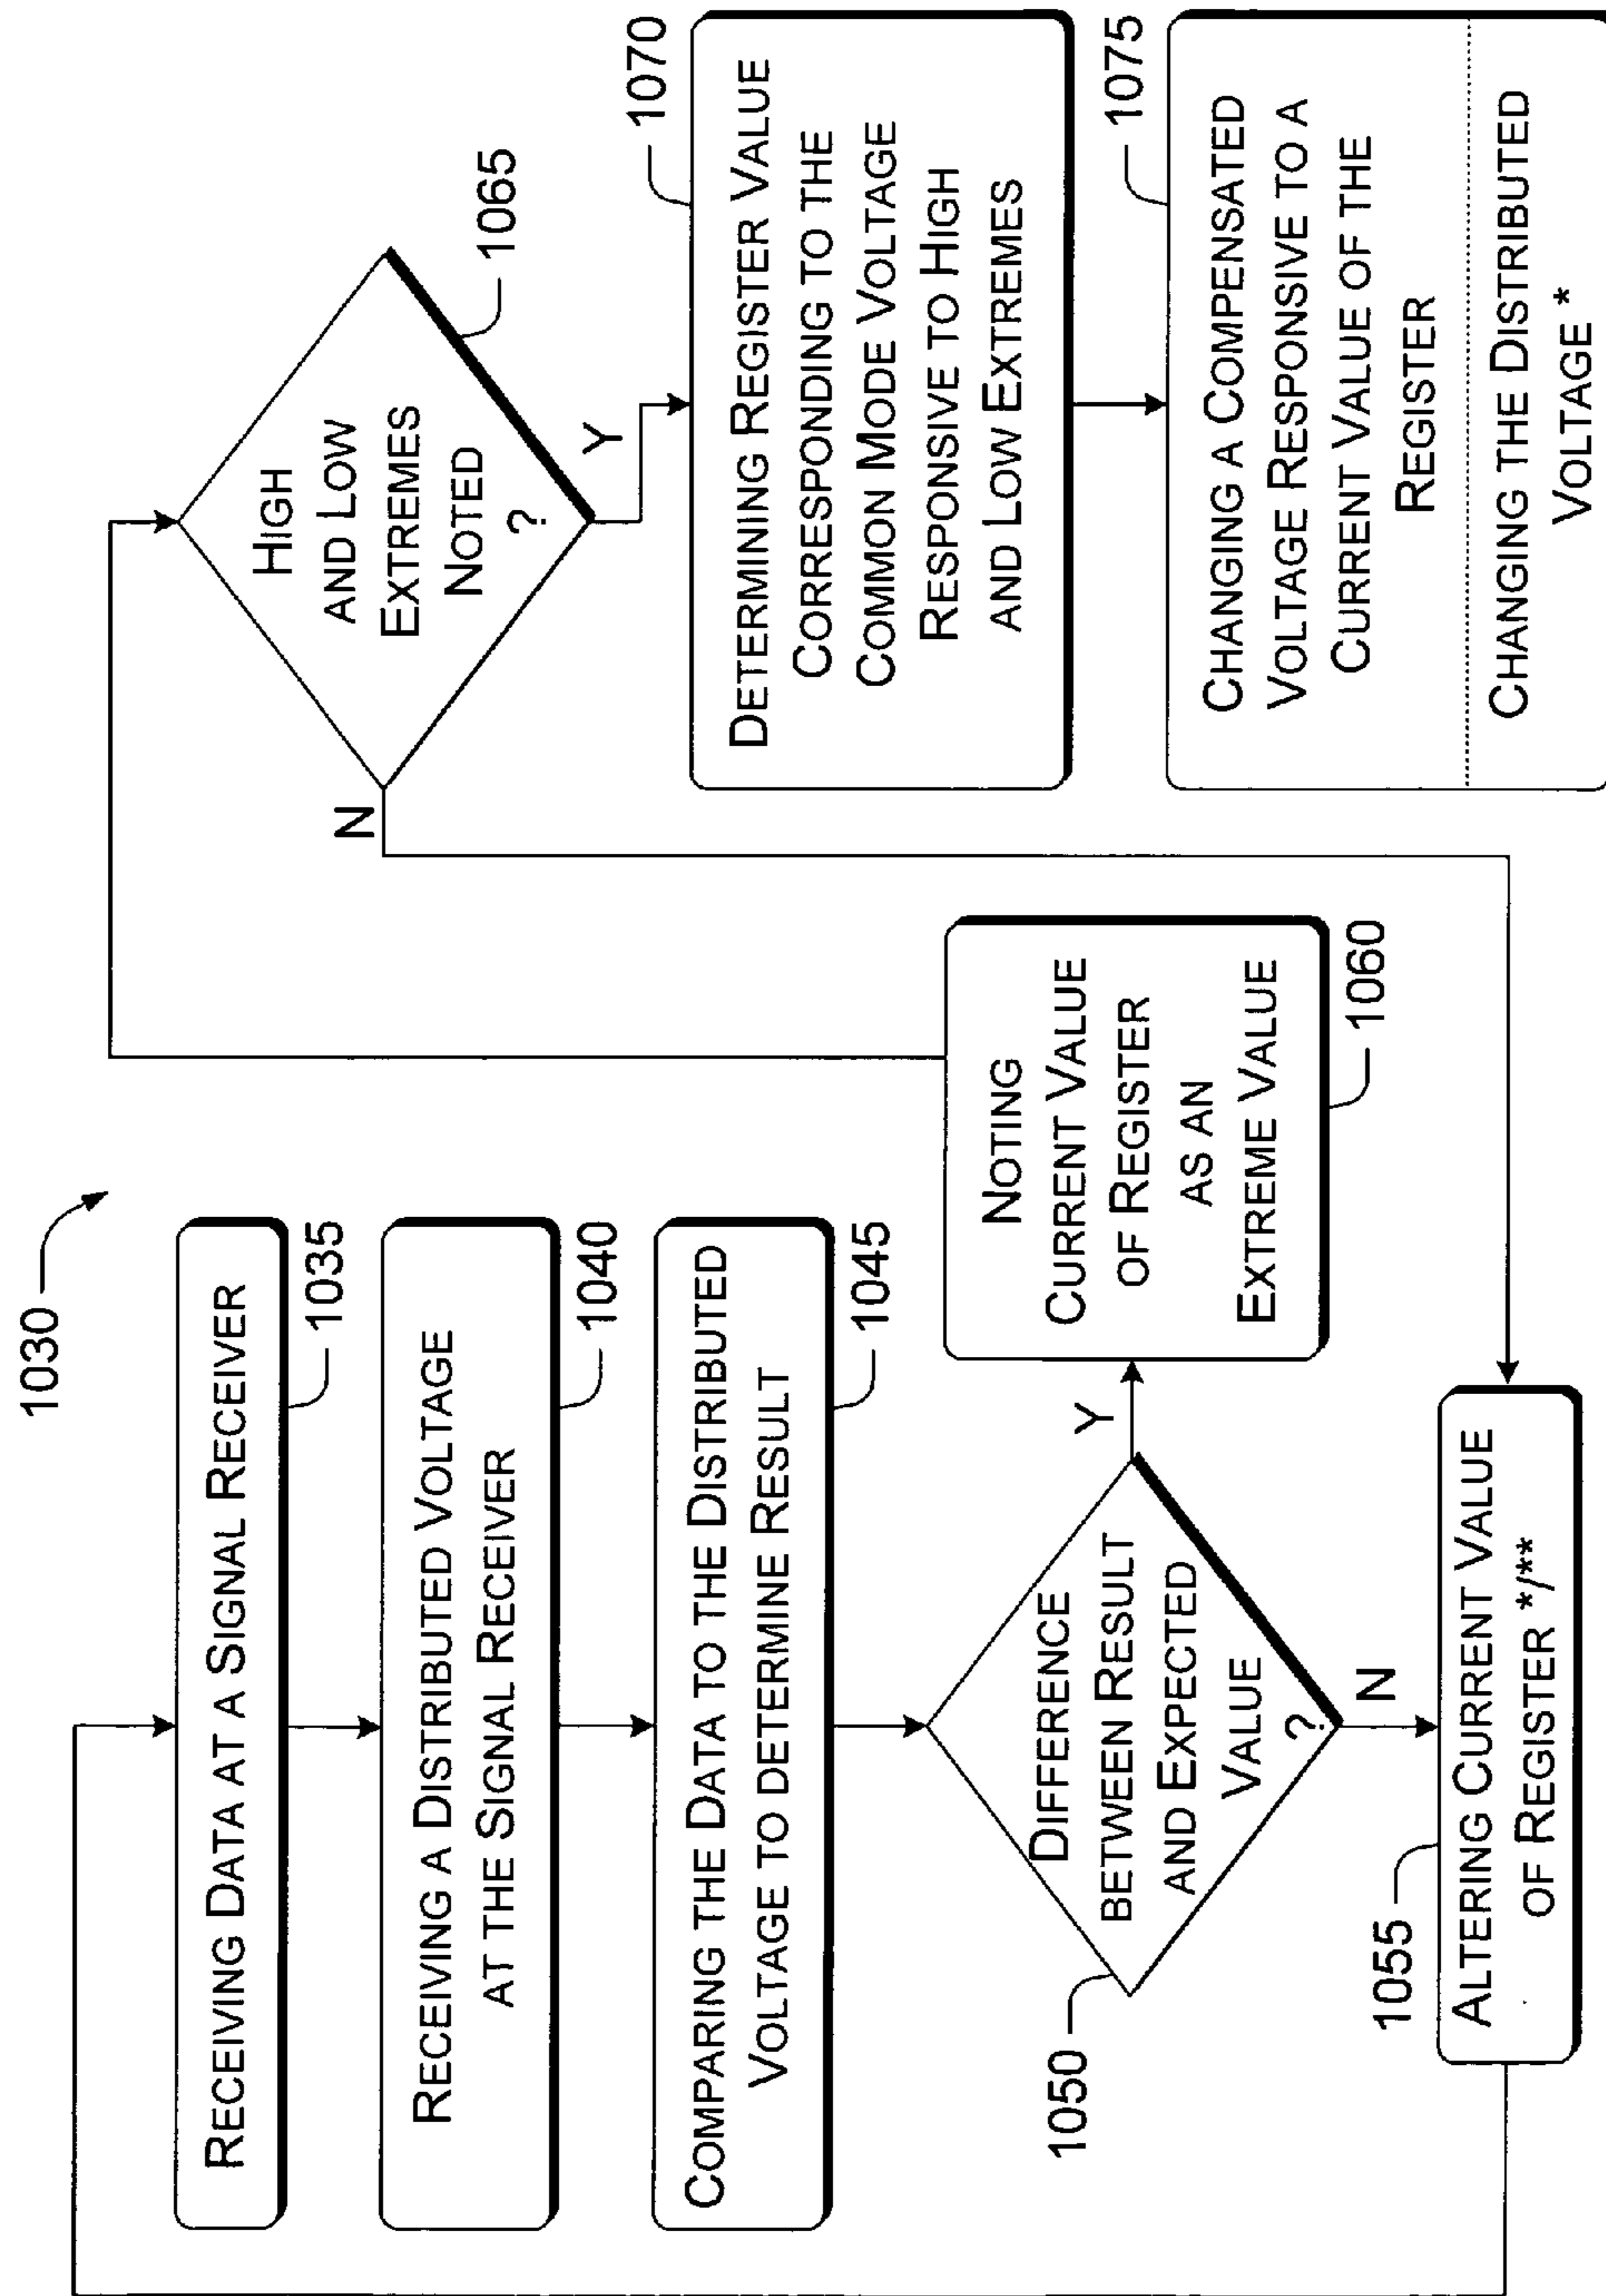 1030
RECEIVING DATA AT A SIGNAL RECEIVER
1035
RECEIVING A DISTRIBUTED VOLTAGE
AT THE SIGNAL RECEIVER
1040
COMPARING THE DATA TO THE DISTRIBUTED
VOLTAGE TO DETERMINE RESULT
1045
DIFFERENCE
BETWEEN RESULT
AND EXPECTED
VALUE
?
1050
Y
N
ALTERING CURRENT VALUE
OF REGISTER */**
1055
NOTING
CURRENT VALUE
OF REGISTER
AS AN
EXTREME VALUE
1060
HIGH
AND LOW
EXTREMES
NOTED
?
1065
N
Y
DETERMINING REGISTER VALUE
CORRESPONDING TO THE
COMMON MODE VOLTAGE
RESPONSIVE TO HIGH
AND LOW EXTREMES
1070
CHANGING A COMPENSATED
VOLTAGE RESPONSIVE TO A
CURRENT VALUE OF THE
REGISTER
CHANGING THE DISTRIBUTED
VOLTAGE *
1075